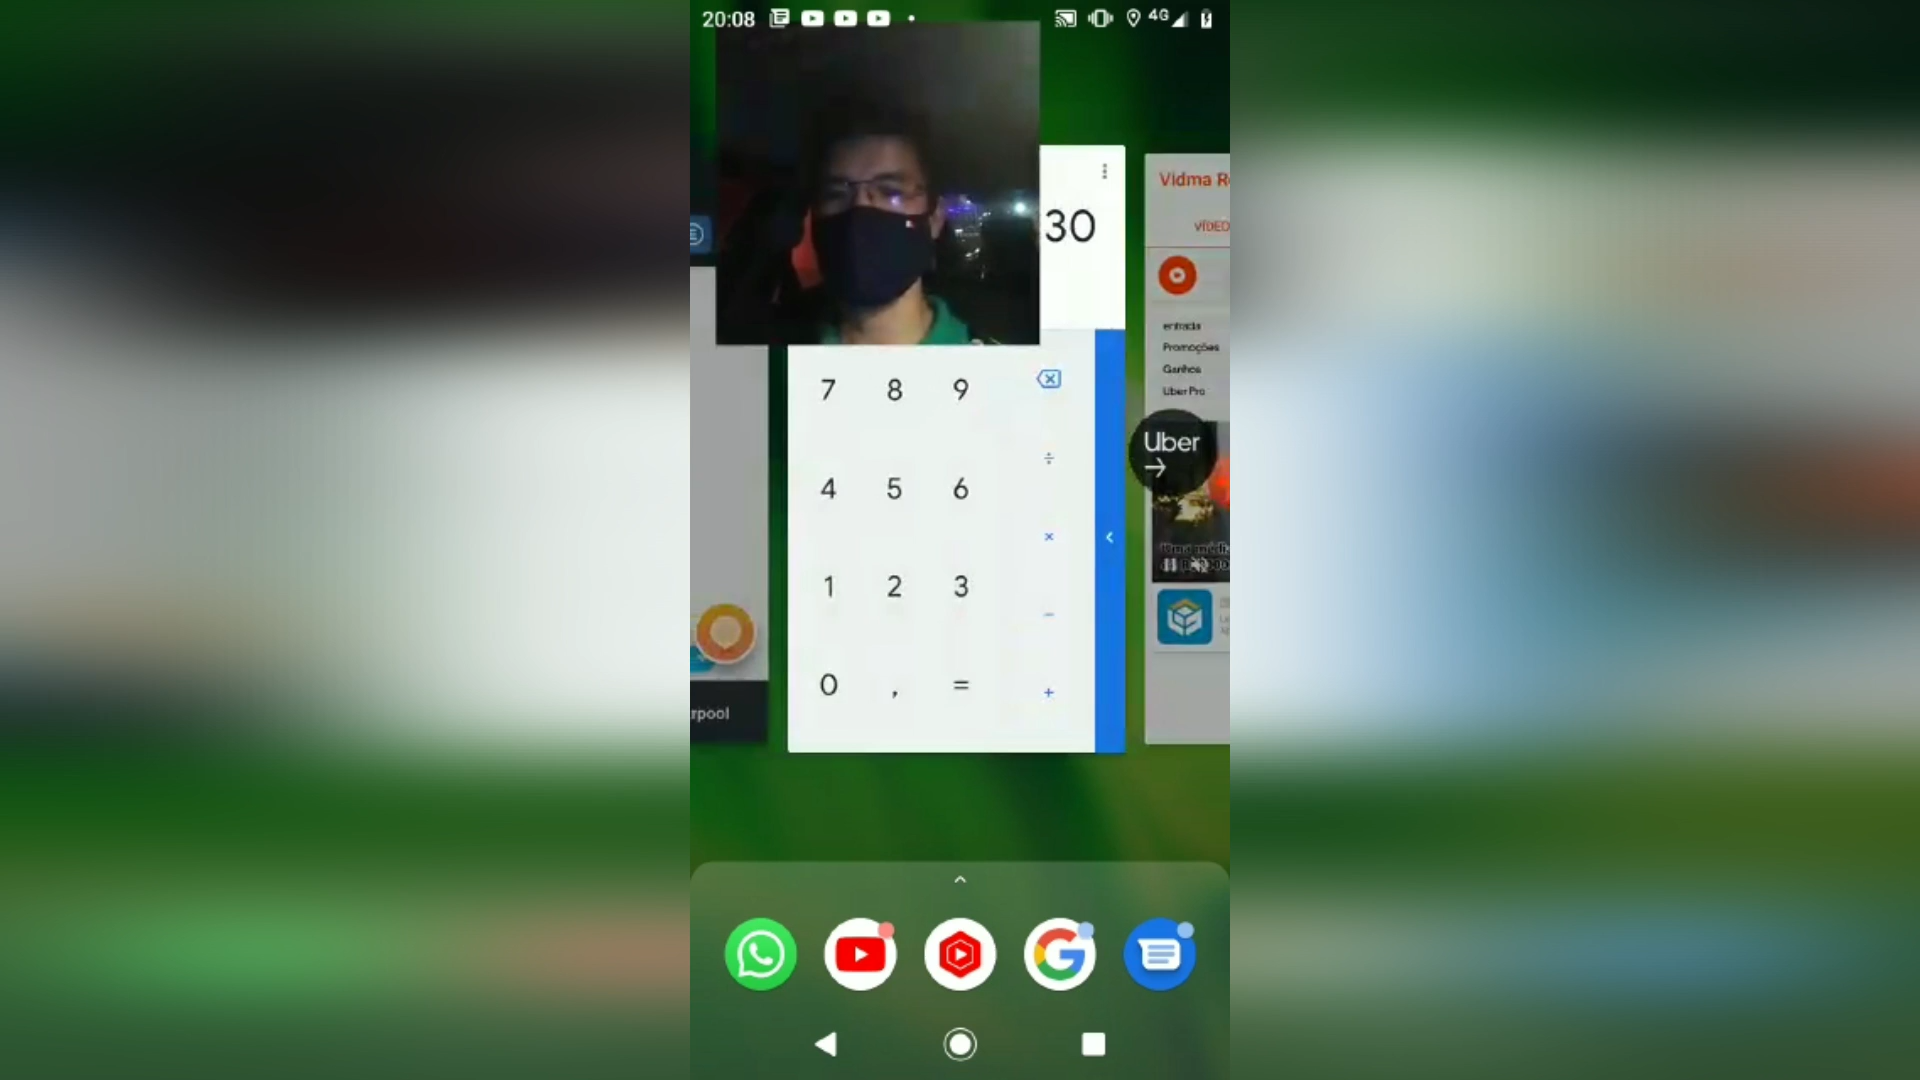 20:08
4G
30
Vidma R
VÍDEO
entrada
Promoções
Ganhos
Uber Pro
Uber
7 8 9
÷
4 5 6
×
1 2 3
−
0 , =
+
rpool